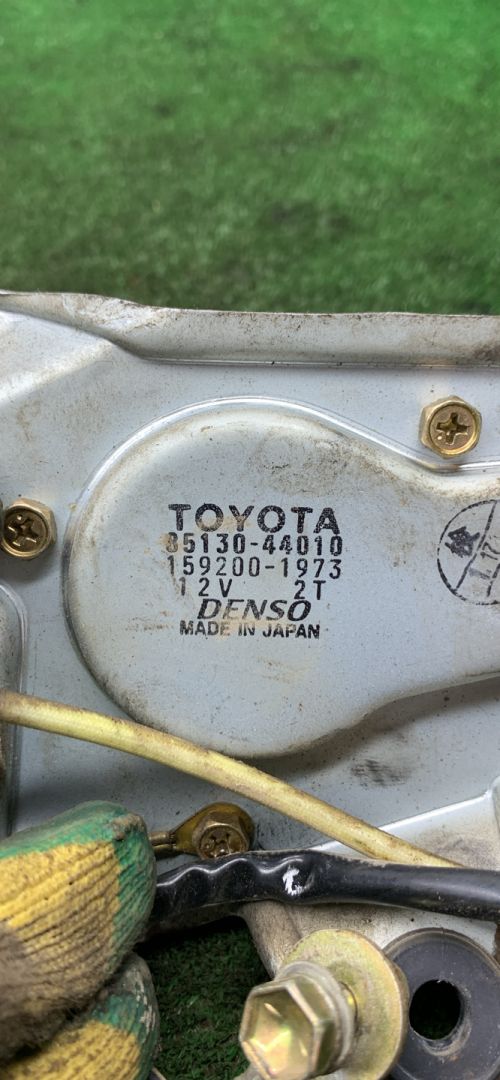 TOYOTA
85130-44010
159200-1973
12V 2T
DENSO
MADE IN JAPAN